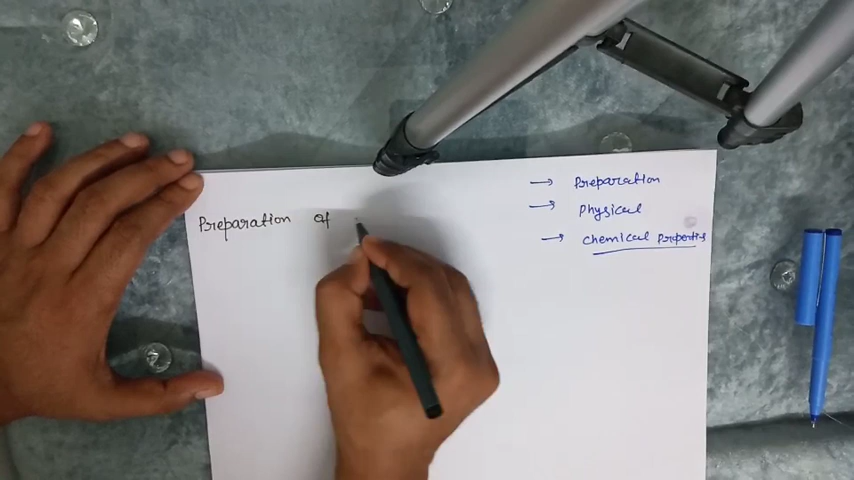 Preparation of
→ Preparation
→ Physical
→ chemical Properties